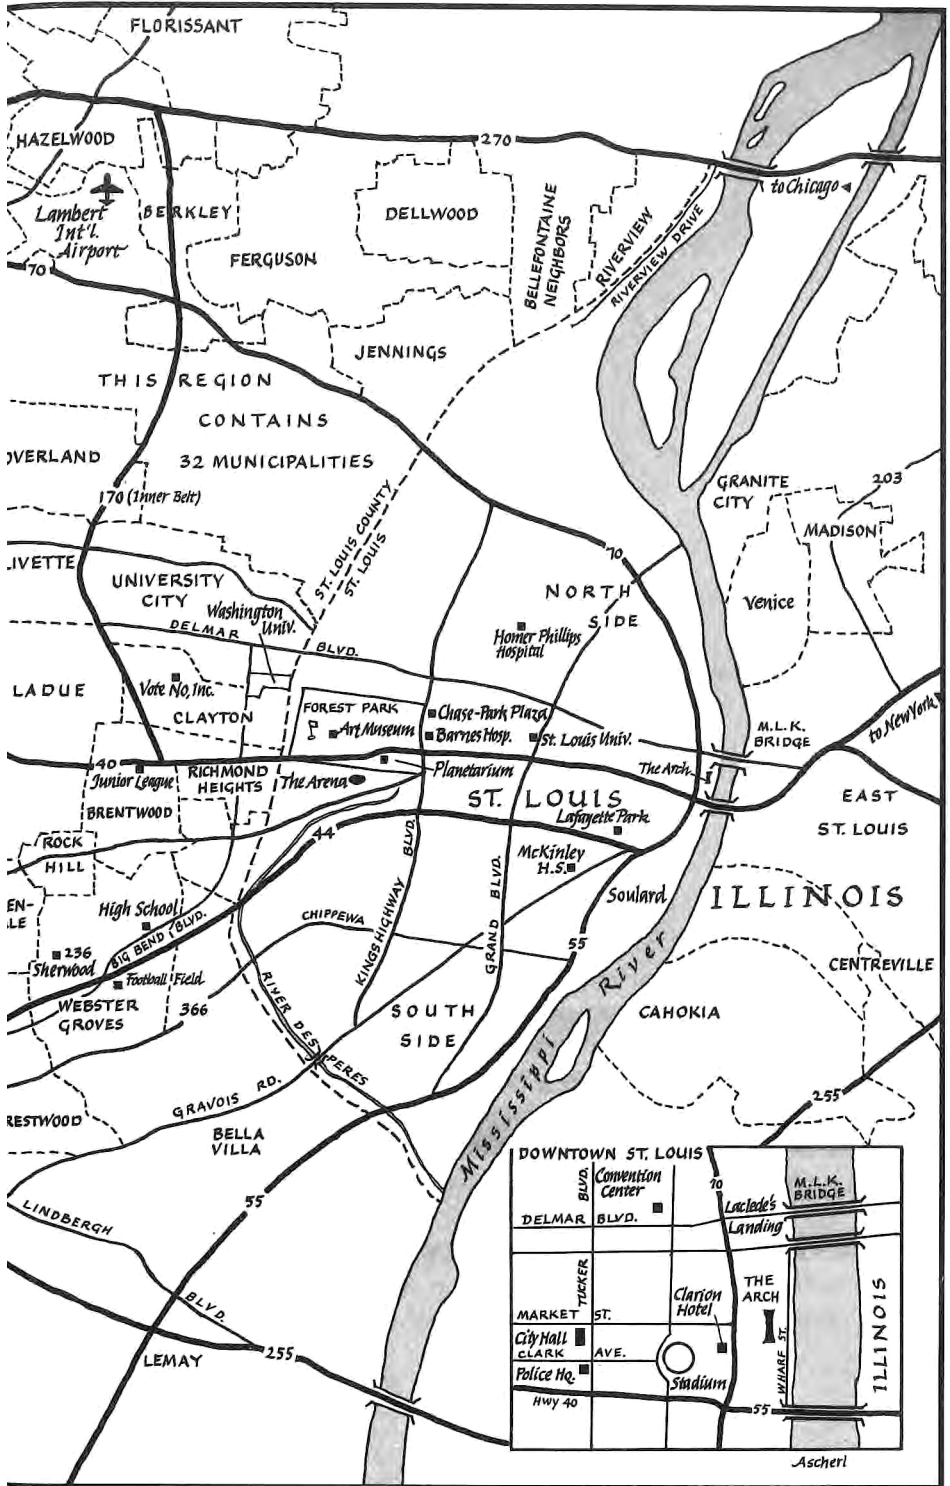 FLORISSANT
270
HAZELWOOD
to Chicago
Lambert
Int'l.
Airport
BERKLEY
DELLWOOD
BELLEFONTAINE
NEIGHBORS
RIVERVIEW
RIVERVIEW DRIVE
FERGUSON
70
JENNINGS
THIS REGION
CONTAINS
32 MUNICIPALITIES
OVERLAND
170 (Inner Belt)
GRANITE
CITY
203
MADISON
ST. LOUIS COUNTY
ST. LOUIS
70
LIVETTE
UNIVERSITY
CITY
Washington
Univ.
NORTH
SIDE
Venice
DELMAR
BLVD.
Homer Phillips
Hospital
LADUE
Vote No, Inc.
CLAYTON
FOREST PARK
Art Museum
Chase-Park Plaza
Barnes Hosp.
St. Louis Univ.
M.L.K.
BRIDGE
to New York
40
Junior League
RICHMOND
HEIGHTS
The Arena
Planetarium
The Arch
BRENTWOOD
ST. LOUIS
EAST
ST. LOUIS
Lafayette Park
44
ROCK
HILL
McKinley
H.S.
KINGSHIGHWAY BLVD.
GRAND BLVD.
Soulard
ILLINOIS
EN-
LE
High School
BIG BEND BLVD.
CHIPPEWA
55
236
Sherwood
Football Field
CENTREVILLE
WEBSTER
GROVES
366
RIVER DES PERES
SOUTH
SIDE
CAHOKIA
Mississippi River
RESTWOOD
GRAVOIS RD.
BELLA
VILLA
255
55
LINDBERGH
BLVD.
LEMAY
255
DOWNTOWN ST. LOUIS
BLVD.
Convention
Center
70
M.L.K.
BRIDGE
DELMAR BLVD.
Laclede's
Landing
TUCKER
THE
ARCH
Clarion
Hotel
MARKET ST.
City Hall
CLARK AVE.
Police Hq.
Stadium
WHARF ST.
ILLINOIS
HWY 40
55
Ascherl